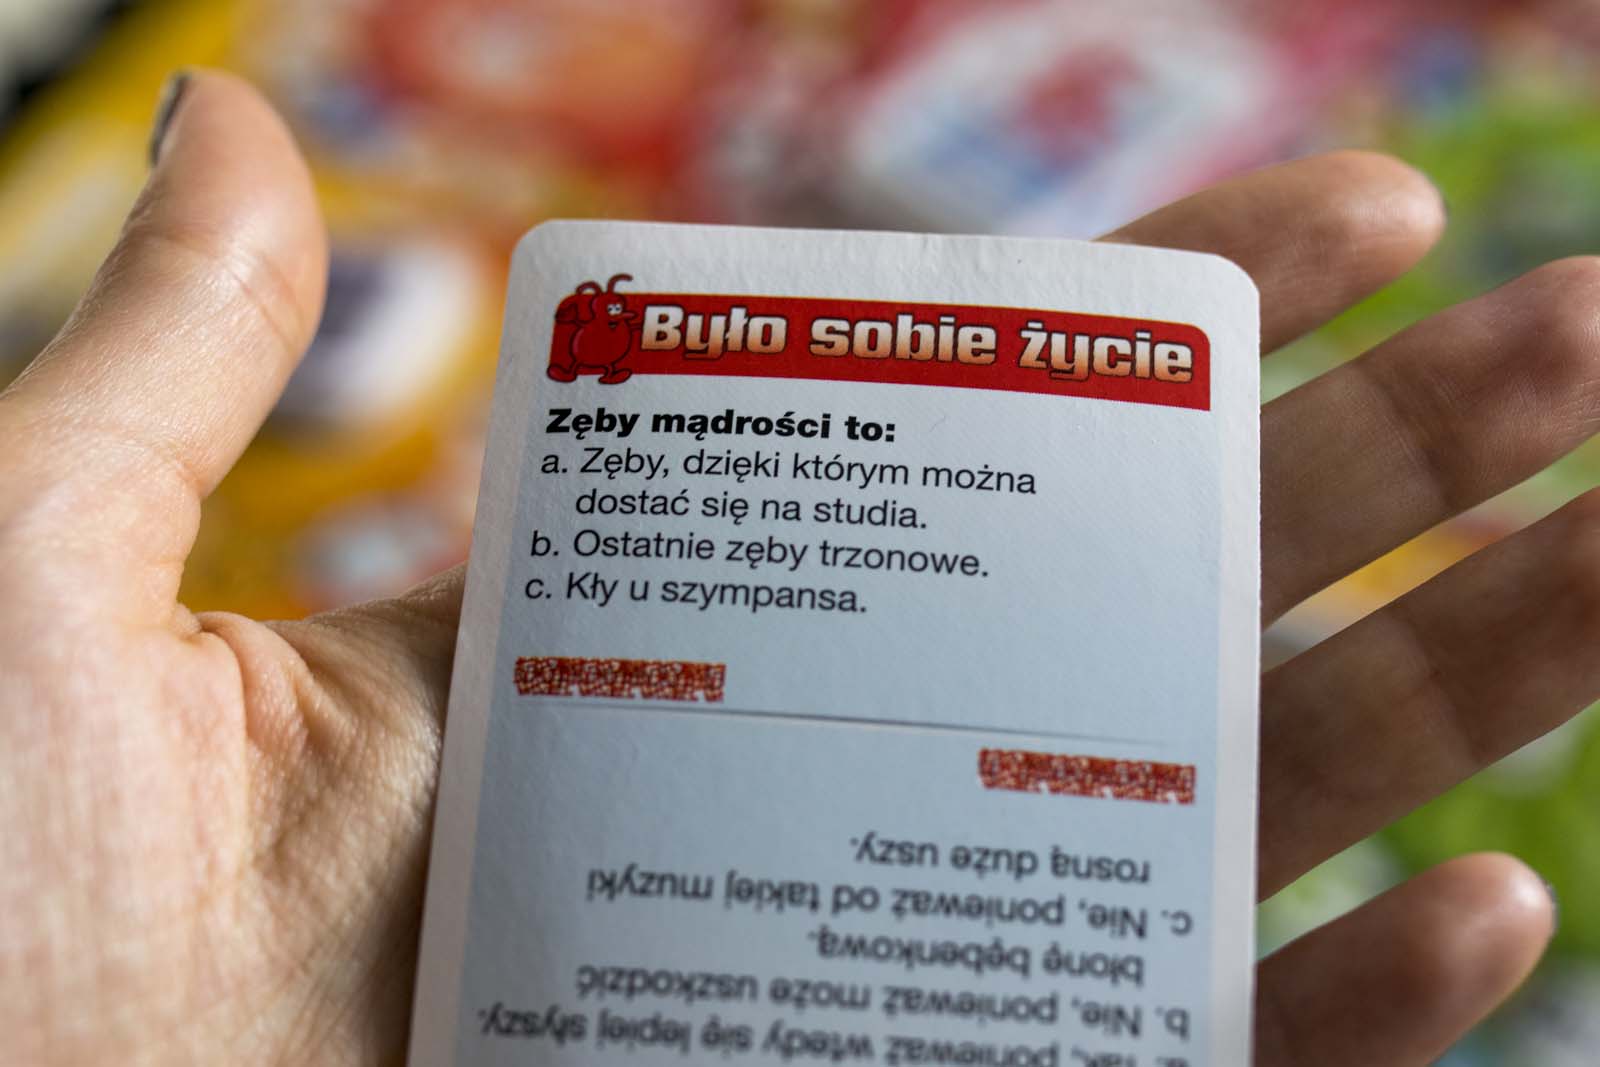 Było sobie życie
Zęby mądrości to:
a. Zęby, dzięki którym można
dostać się na studia.
b. Ostatnie zęby trzonowe.
c. Kły u szympansa.
a. Tak, ponieważ wtedy się lepiej słyszy.
b. Nie, ponieważ może uszkodzić
błonę bębenkową.
c. Nie, ponieważ od takiej muzyki
rosną duże uszy.